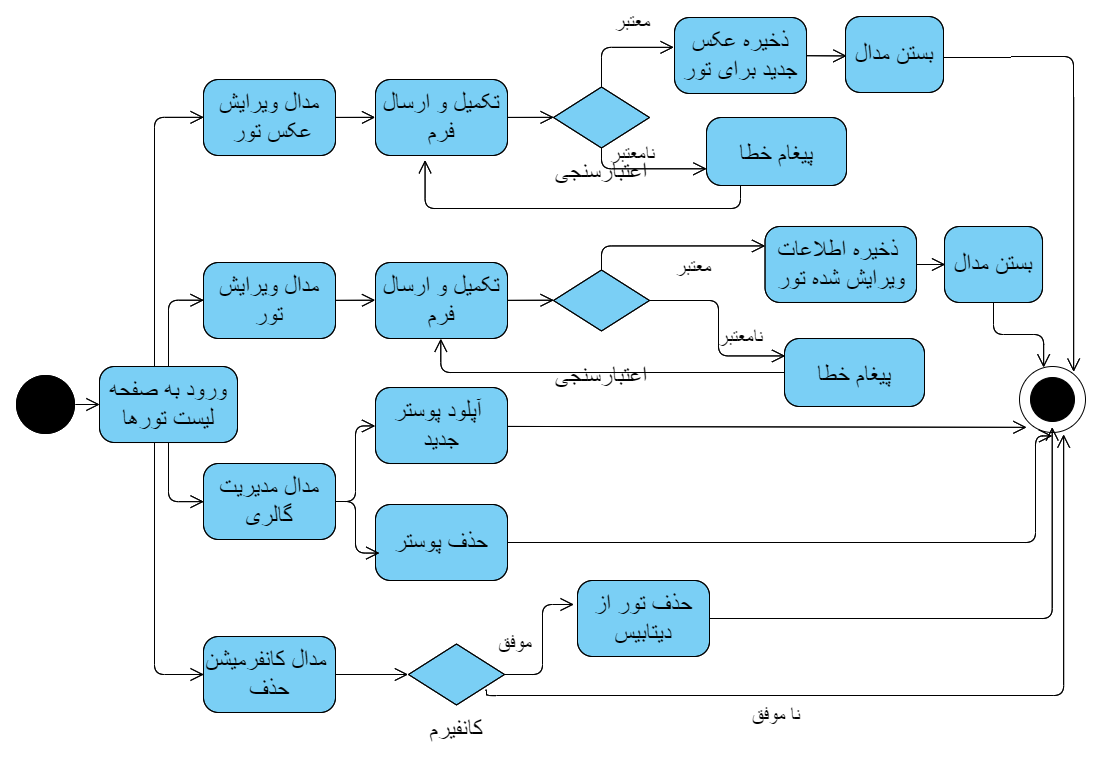 معتبر
ذخیره عکس
جدید برای تور
بستن مدال
مدال ویرایش
عکس تور
تکمیل و ارسال
فرم
نامعتبر
اعتبارسنجی
پیغام خطا
ذخیره اطلاعات
ویرایش شده تور
بستن مدال
معتبر
مدال ویرایش
تور
تکمیل و ارسال
فرم
نامعتبر
اعتبارسنجی
پیغام خطا
ورود به صفحه
لیست تورها
آپلود پوستر
جدید
مدال مدیریت
گالری
حذف پوستر
حذف تور از
دیتابیس
موفق
مدال کانفرمیشن
حذف
کانفیرم
نا موفق